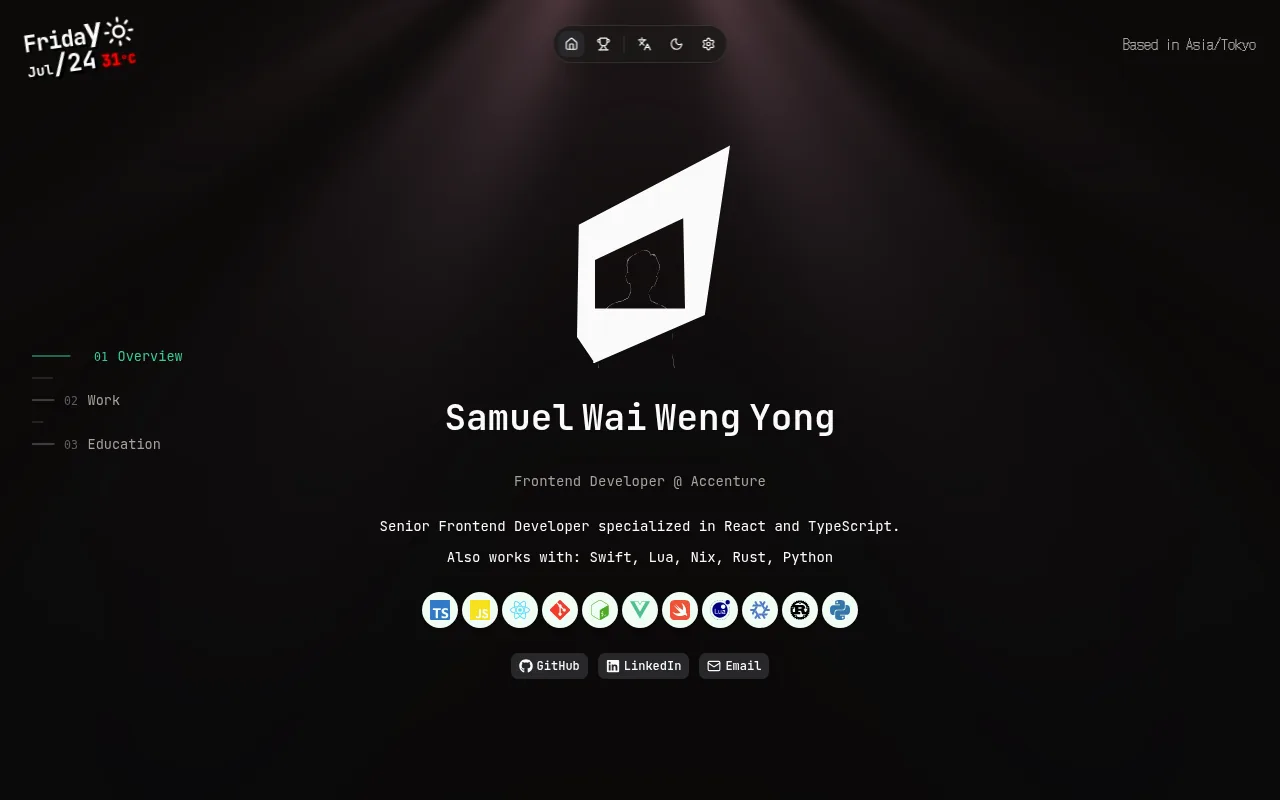 Friday
Jul/24 31°C
Based in Asia/Tokyo
01 Overview
02 Work
03 Education
Samuel Wai Weng Yong
Frontend Developer @ Accenture
Senior Frontend Developer specialized in React and TypeScript.
Also works with: Swift, Lua, Nix, Rust, Python
TS JS Lua
GitHub LinkedIn Email